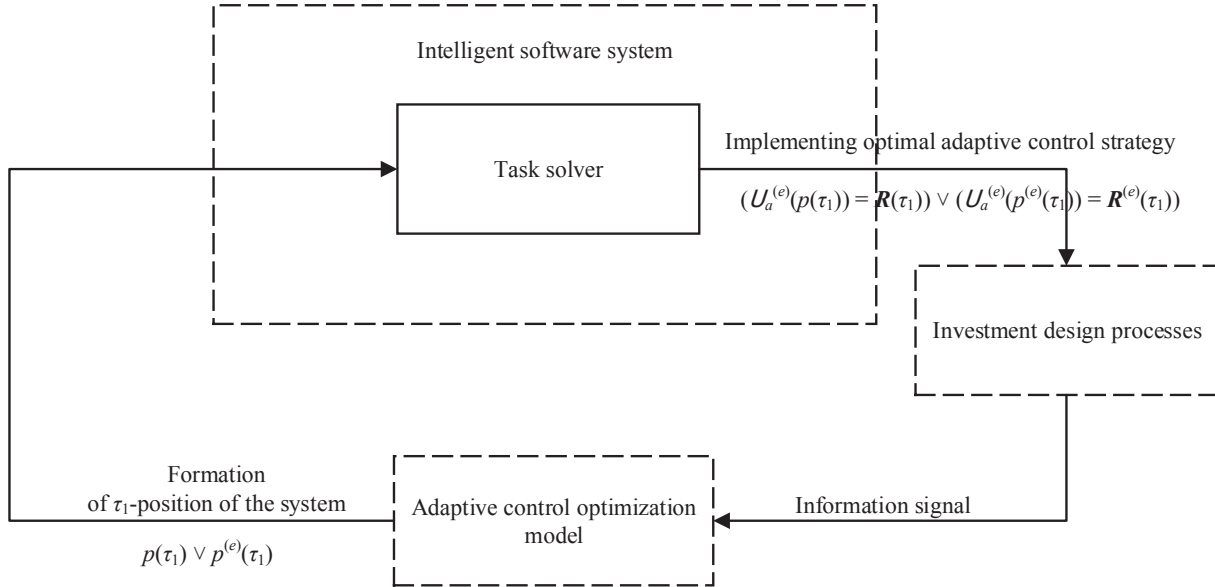 Intelligent software system
Task solver
Implementing optimal adaptive control strategy
(U_a^{(e)}(p(τ₁)) = R(τ₁)) ∨ (U_a^{(e)}(p^{(e)}(τ₁)) = R^{(e)}(τ₁))
Investment design processes
Formation
of τ₁-position of the system
p(τ₁) ∨ p^{(e)}(τ₁)
Adaptive control optimization
model
Information signal